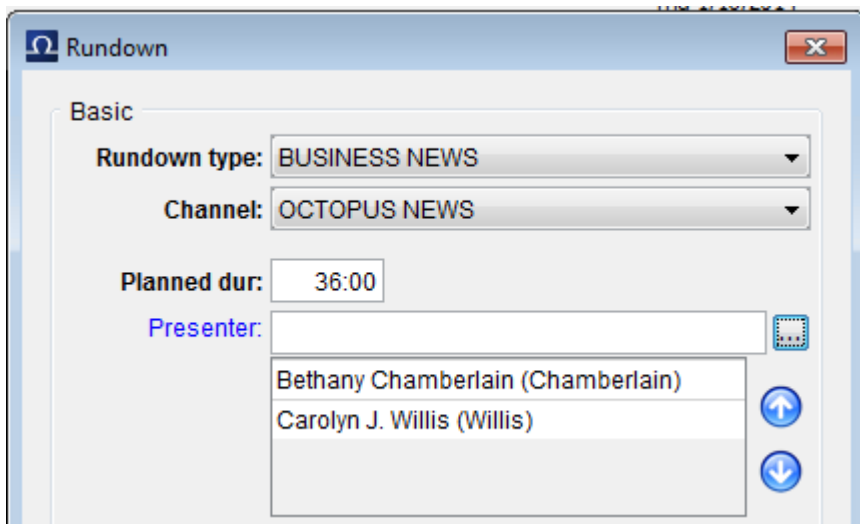 Rundown
Basic
Rundown type: BUSINESS NEWS
Channel: OCTOPUS NEWS
Planned dur: 36:00
Presenter:
...
Bethany Chamberlain (Chamberlain)
Carolyn J. Willis (Willis)